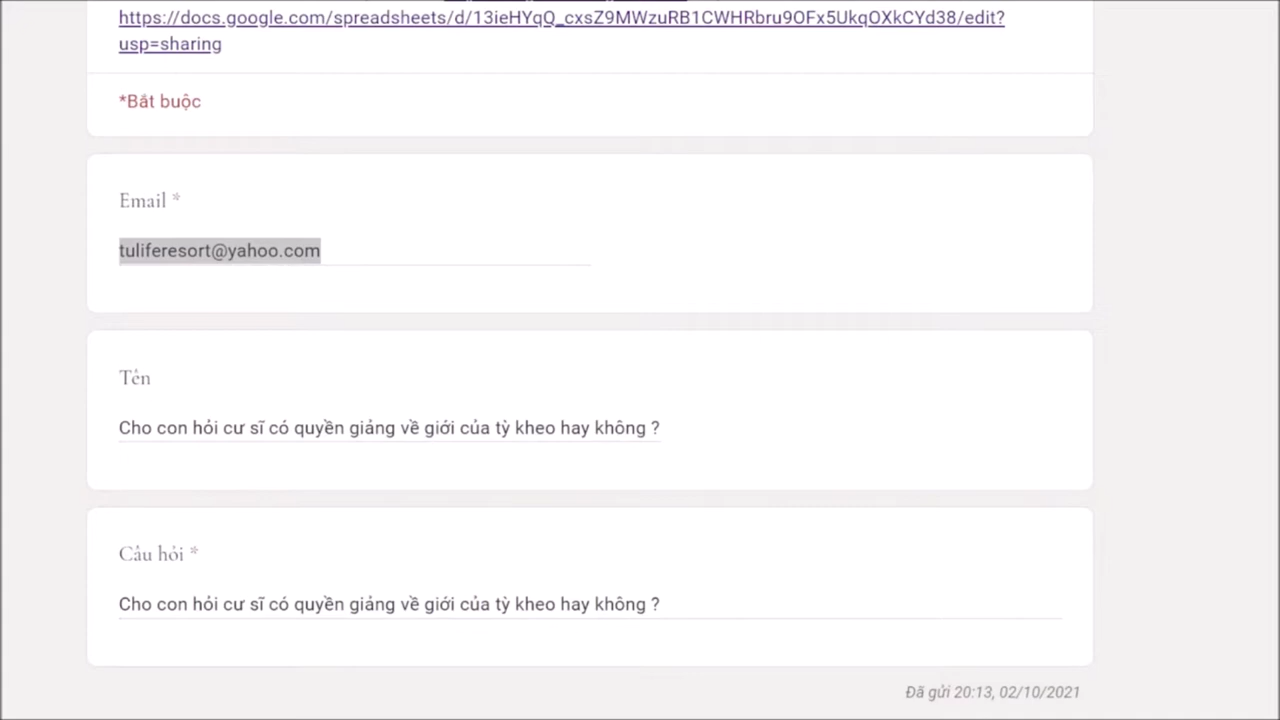 https://docs.google.com/spreadsheets/d/13ieHYqQ_cxsZ9MWzuRB1CWHRbru9OFx5UkqOXkCYd38/edit?
usp=sharing
*Bắt buộc
Email *
tuliferesort@yahoo.com
Tên
Cho con hỏi cư sĩ có quyền giảng về giới của tỳ kheo hay không ?
Câu hỏi *
Cho con hỏi cư sĩ có quyền giảng về giới của tỳ kheo hay không ?
Đã gửi 20:13, 02/10/2021